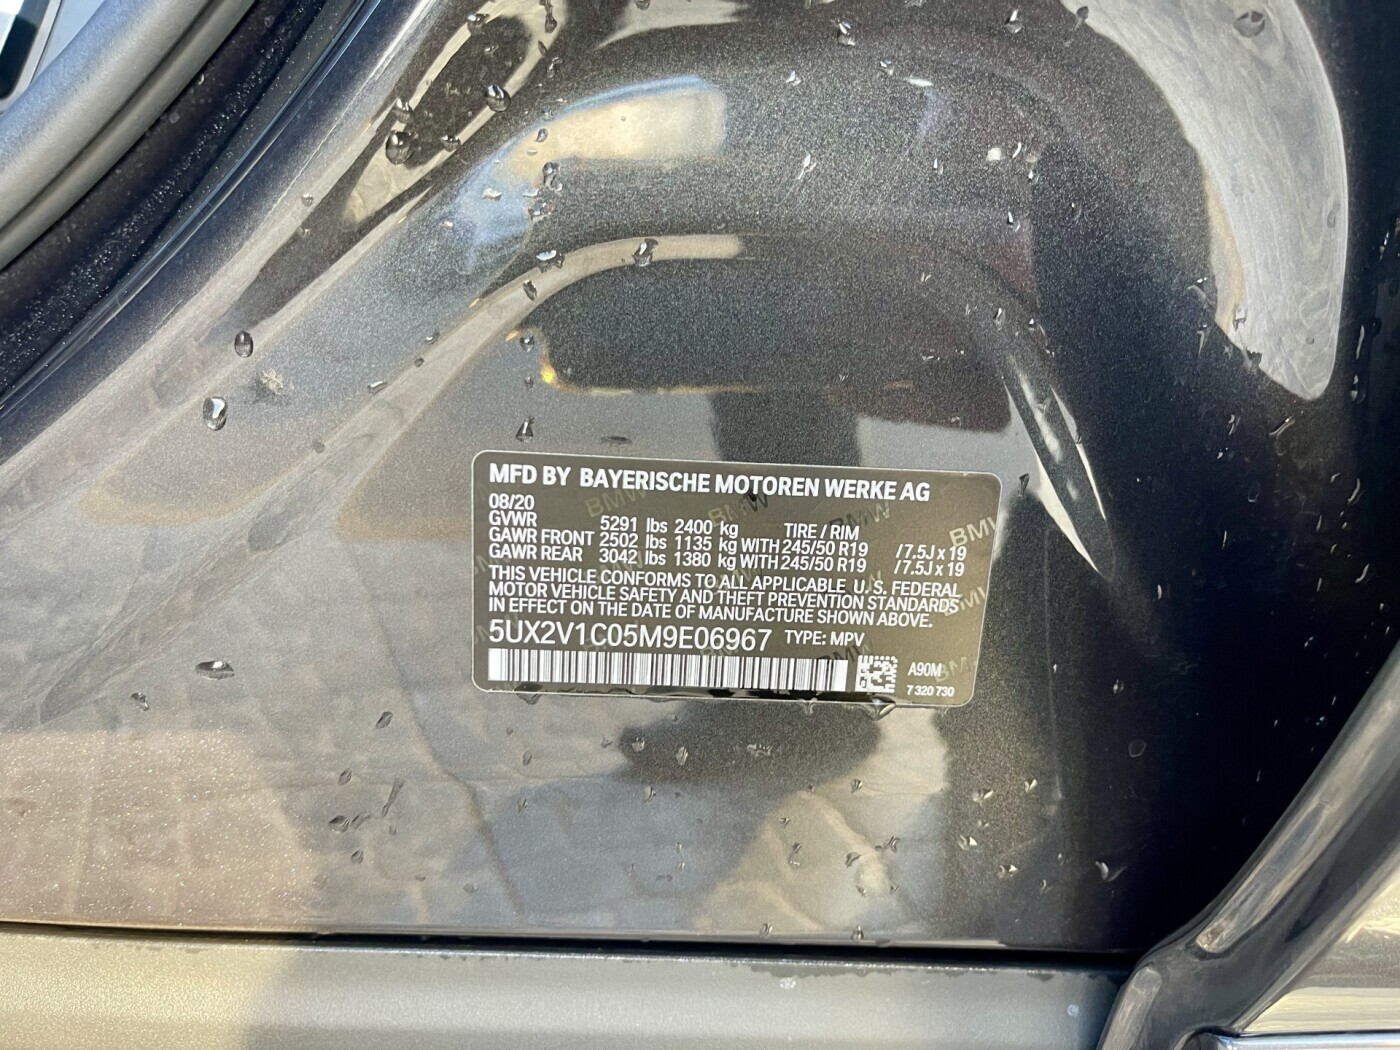 MFD BY BAYERISCHE MOTOREN WERKE AG
08/20
GVWR 5291 lbs 2400 kg TIRE / RIM
GAWR FRONT 2502 lbs 1135 kg WITH 245/50 R19 /7.5J x 19
GAWR REAR 3042 lbs 1380 kg WITH 245/50 R19 /7.5J x 19
THIS VEHICLE CONFORMS TO ALL APPLICABLE U. S. FEDERAL
MOTOR VEHICLE SAFETY AND THEFT PREVENTION STANDARDS
IN EFFECT ON THE DATE OF MANUFACTURE SHOWN ABOVE.
5UX2V1C05M9E06967 TYPE: MPV
A90M
7 320 730